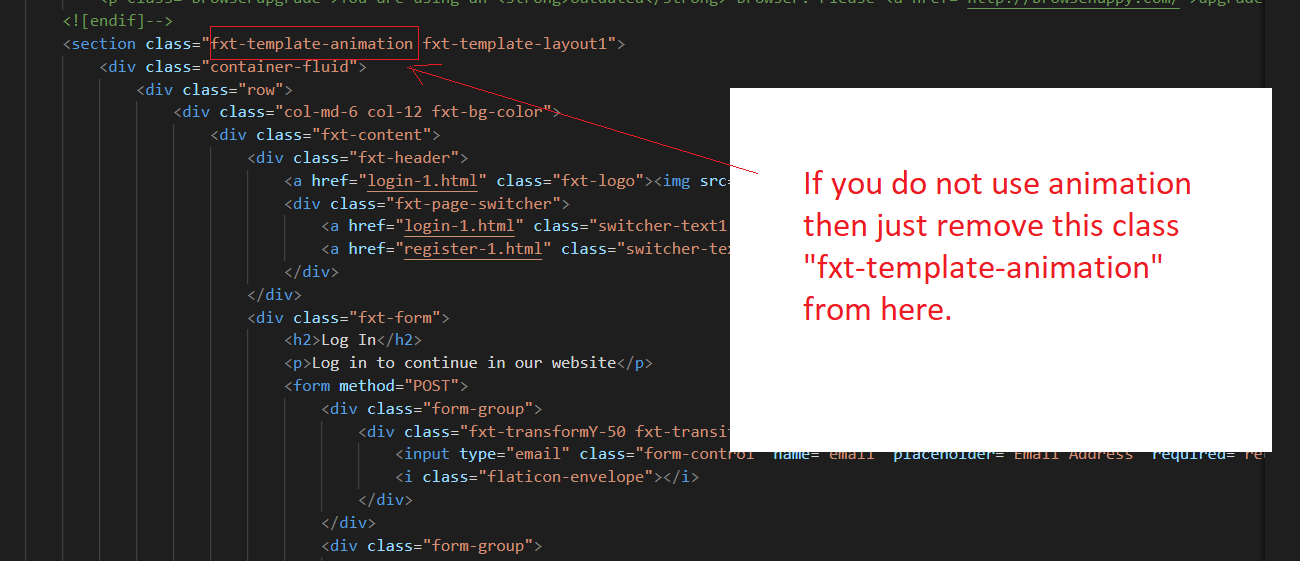 <![endif]-->
<section class="fxt-template-animation fxt-template-layout1">
<div class="container-fluid">
<div class="row">
<div class="col-md-6 col-12 fxt-bg-color">
<div class="fxt-content">
<div class="fxt-header">
<a href="login-1.html" class="fxt-logo"><img src=
<div class="fxt-page-switcher">
<a href="login-1.html" class="switcher-text1
<a href="register-1.html" class="switcher-te
</div>
</div>
<div class="fxt-form">
<h2>Log In</h2>
<p>Log in to continue in our website</p>
<form method="POST">
<div class="form-group">
<div class="fxt-transformY-50 fxt-transit
<input type="email" class="form-control" name="email" placeholder="Email Address" required="re
<i class="flaticon-envelope"></i>
</div>
</div>
<div class="form-group">
If you do not use animation
then just remove this class
"fxt-template-animation"
from here.